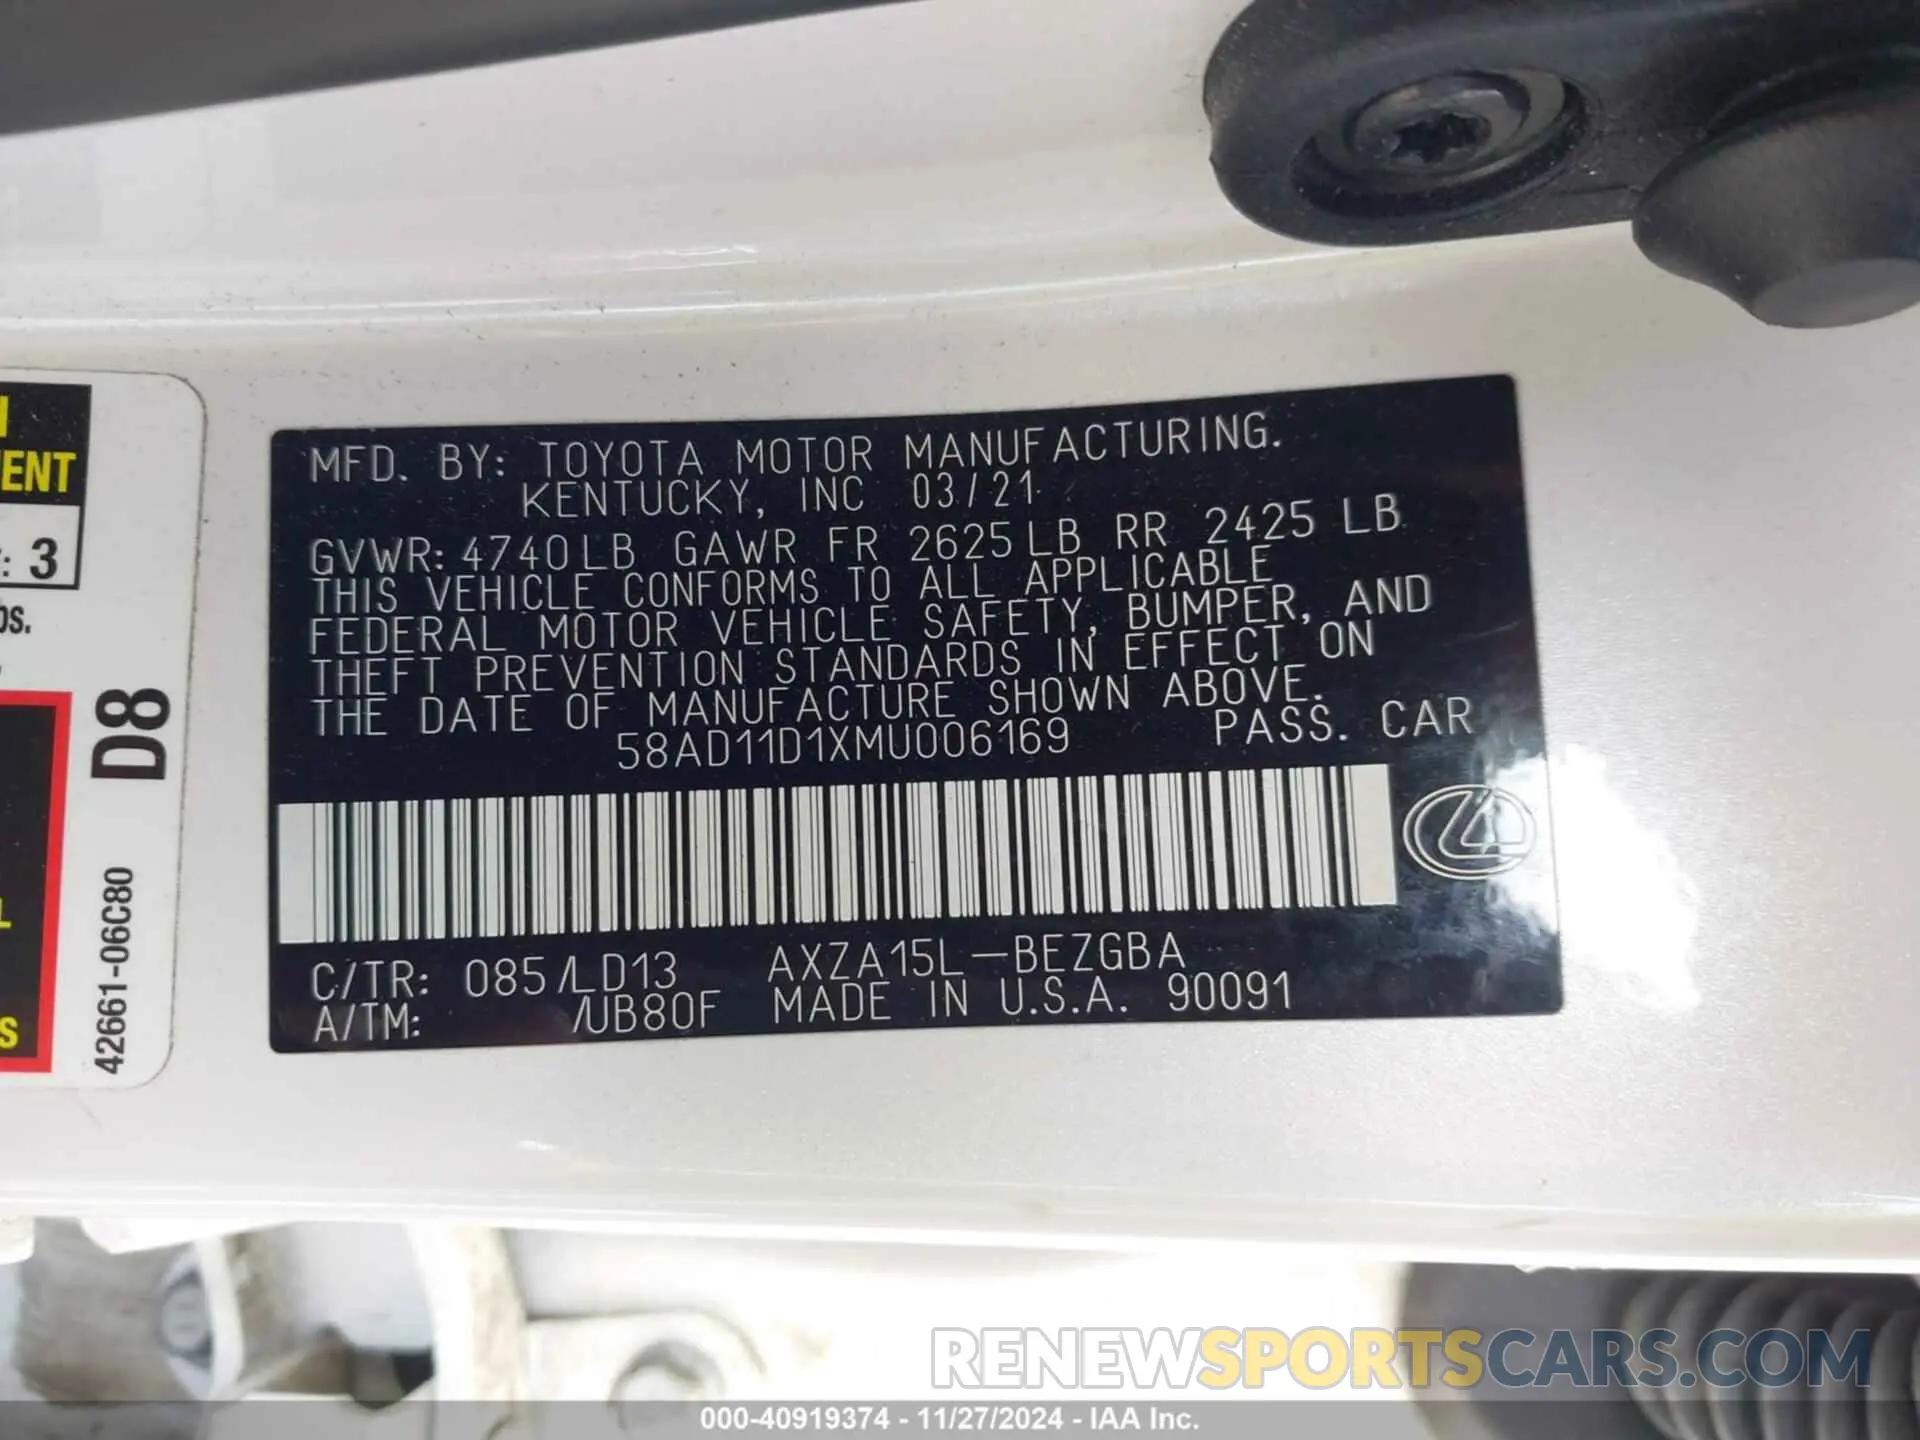 MFD. BY: TOYOTA MOTOR MANUFACTURING.
KENTUCKY, INC 03/21
GVWR: 4740LB GAWR FR 2625LB RR 2425 LB
THIS VEHICLE CONFORMS TO ALL APPLICABLE
FEDERAL MOTOR VEHICLE SAFETY, BUMPER, AND
THEFT PREVENTION STANDARDS IN EFFECT ON
THE DATE OF MANUFACTURE SHOWN ABOVE.
58AD11D1XMU006169 PASS. CAR
C/TR: 085/LD13 AXZA15L-BEZGBA
A/TM: /UB80F MADE IN U.S.A. 90091
ENT
: 3
D8
42661-06C80
RENEWSPORTSCARS.COM
000-40919374 - 11/27/2024 - IAA Inc.